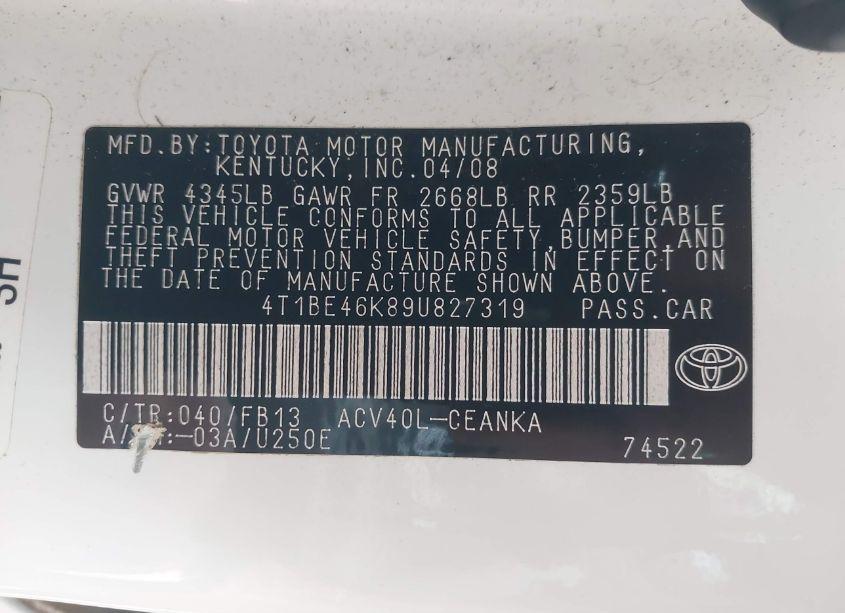 MFD.BY:TOYOTA MOTOR MANUFACTURING,
KENTUCKY,INC.04/08
GVWR 4345LB GAWR FR 2668LB RR 2359LB
THIS VEHICLE CONFORMS TO ALL APPLICABLE
FEDERAL MOTOR VEHICLE SAFETY,BUMPER,AND
THEFT PREVENTION STANDARDS IN EFFECT ON
THE DATE OF MANUFACTURE SHOWN ABOVE.
4T1BE46K89U827319 PASS.CAR
C/TR:040/FB13 ACV40L-CEANKA
:-03A/U250E
74522
SH